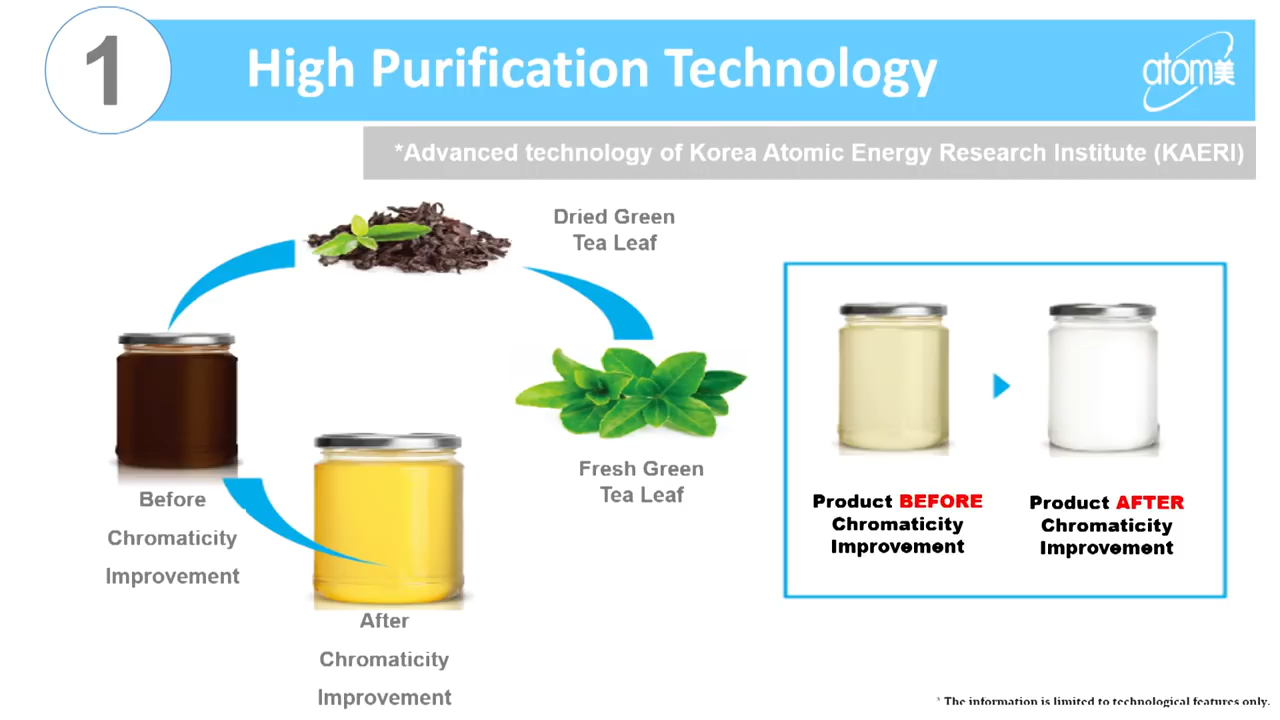 1
High Purification Technology
atom美
*Advanced technology of Korea Atomic Energy Research Institute (KAERI)
Dried Green
Tea Leaf
Fresh Green
Tea Leaf
Before
Chromaticity
Improvement
After
Chromaticity
Improvement
Product BEFORE
Chromaticity
Improvement
Product AFTER
Chromaticity
Improvement
* The information is limited to technological features only.